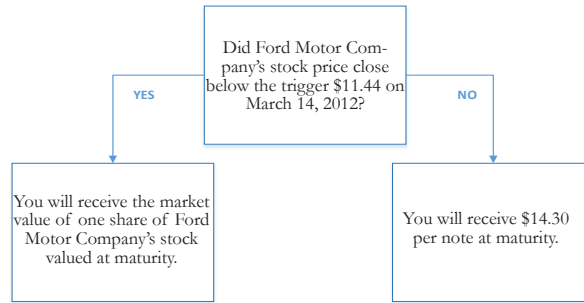 Did Ford Motor Com-
pany's stock price close
below the trigger $11.44 on
March 14, 2012?
YES
NO
You will receive the market
value of one share of Ford
Motor Company's stock
valued at maturity.
You will receive $14.30
per note at maturity.